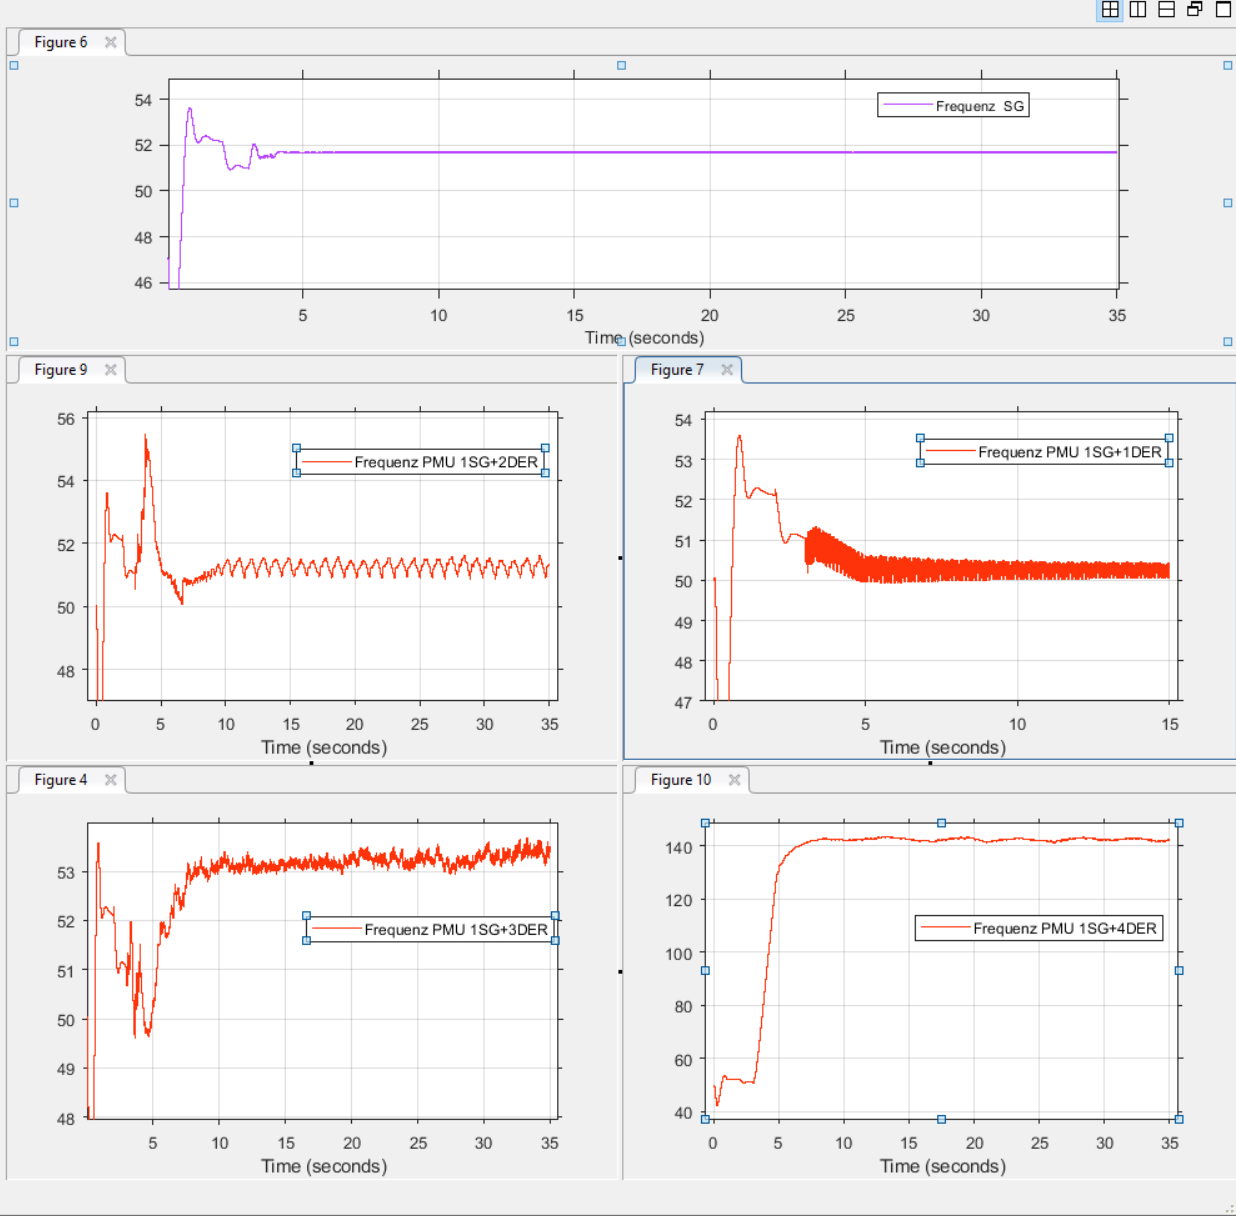 Figure 6
54
52
50
48
46
Frequenz SG
5 10 15 20 25 30 35
Time (seconds)
Figure 9
56
54
52
50
48
Frequenz PMU 1SG+2DER
0 5 10 15 20 25 30 35
Time (seconds)
Figure 7
54
53
52
51
50
49
48
47
Frequenz PMU 1SG+1DER
0 5 10 15
Time (seconds)
Figure 4
53
52
51
50
49
48
Frequenz PMU 1SG+3DER
5 10 15 20 25 30 35
Time (seconds)
Figure 10
140
120
100
80
60
40
Frequenz PMU 1SG+4DER
0 5 10 15 20 25 30 35
Time (seconds)